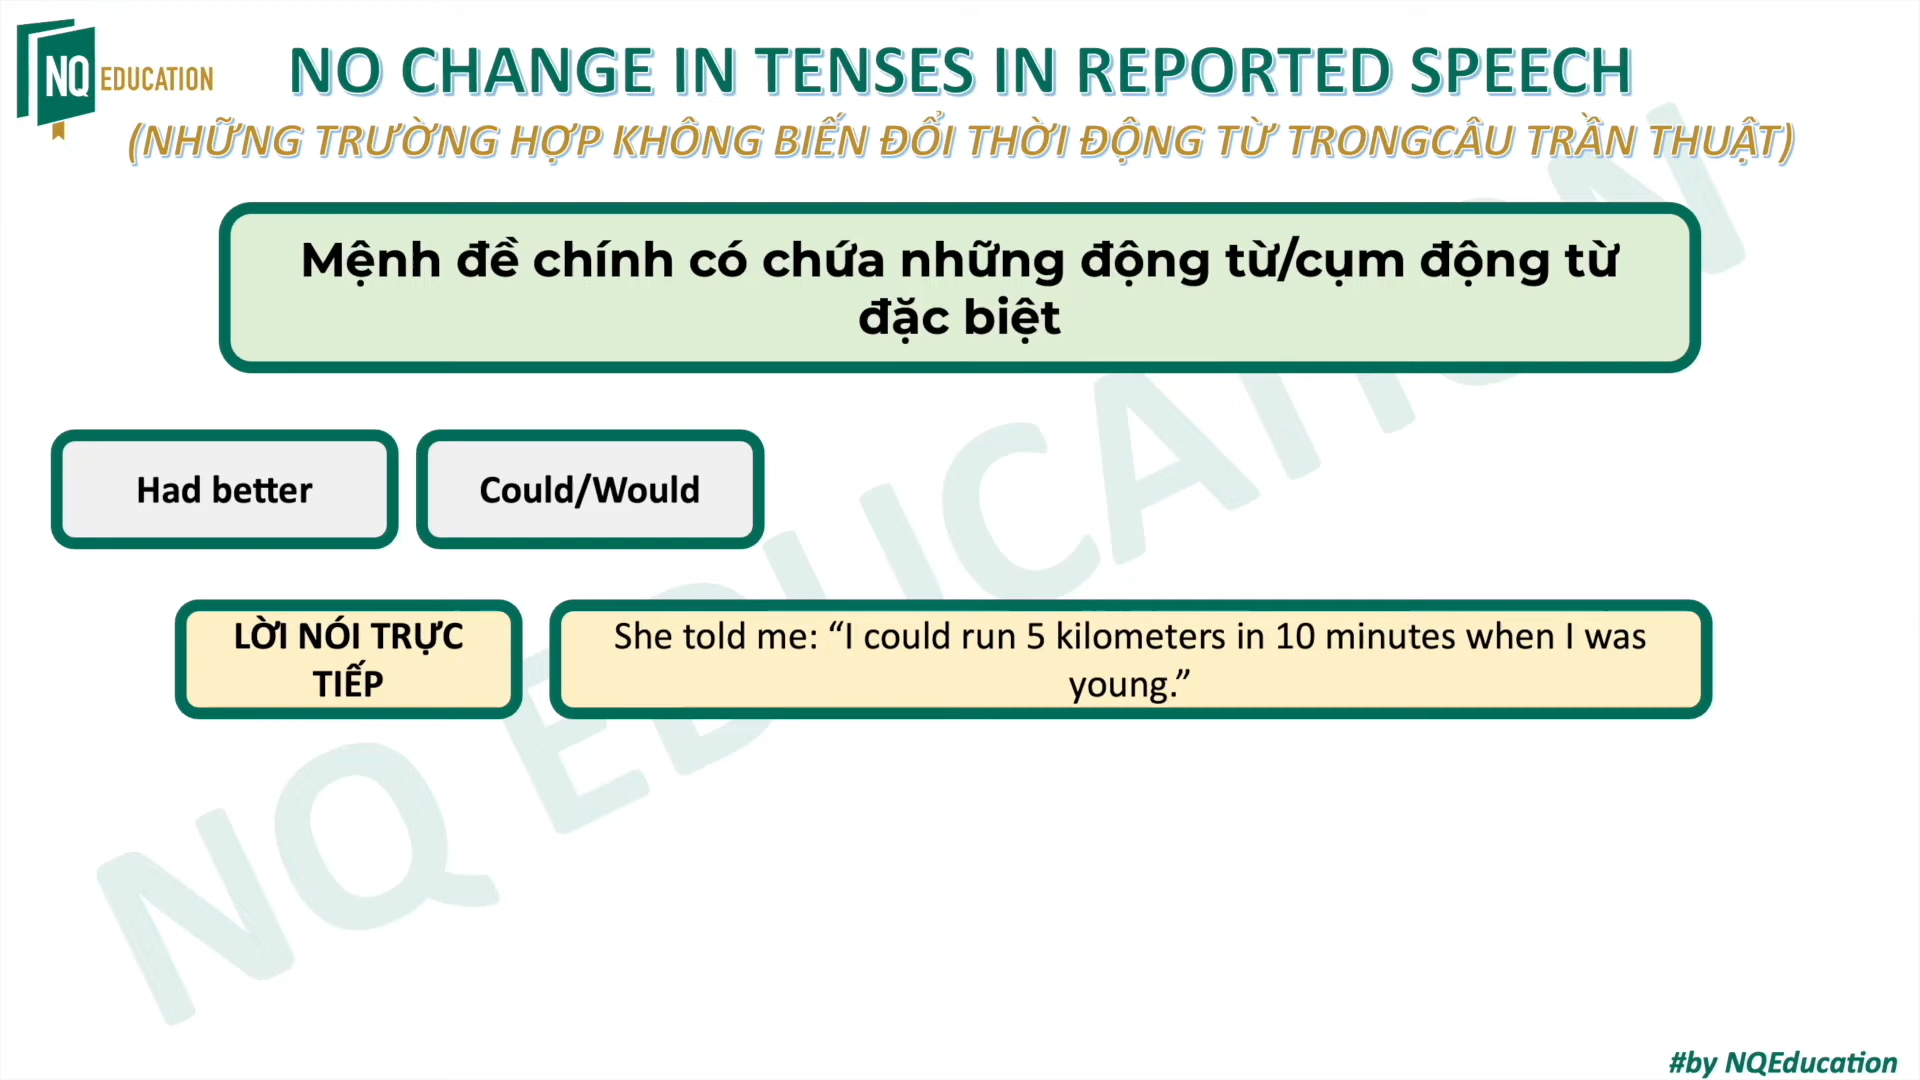 NQ EDUCATION
NO CHANGE IN TENSES IN REPORTED SPEECH
(NHỮNG TRƯỜNG HỢP KHÔNG BIẾN ĐỔI THỜI ĐỘNG TỪ TRONGCÂU TRẦN THUẬT)
Mệnh đề chính có chứa những động từ/cụm động từ
đặc biệt
Had better
Could/Would
LỜI NÓI TRỰC
TIẾP
She told me: “I could run 5 kilometers in 10 minutes when I was
young.”
NQ EDUCATION
#by NQEducation